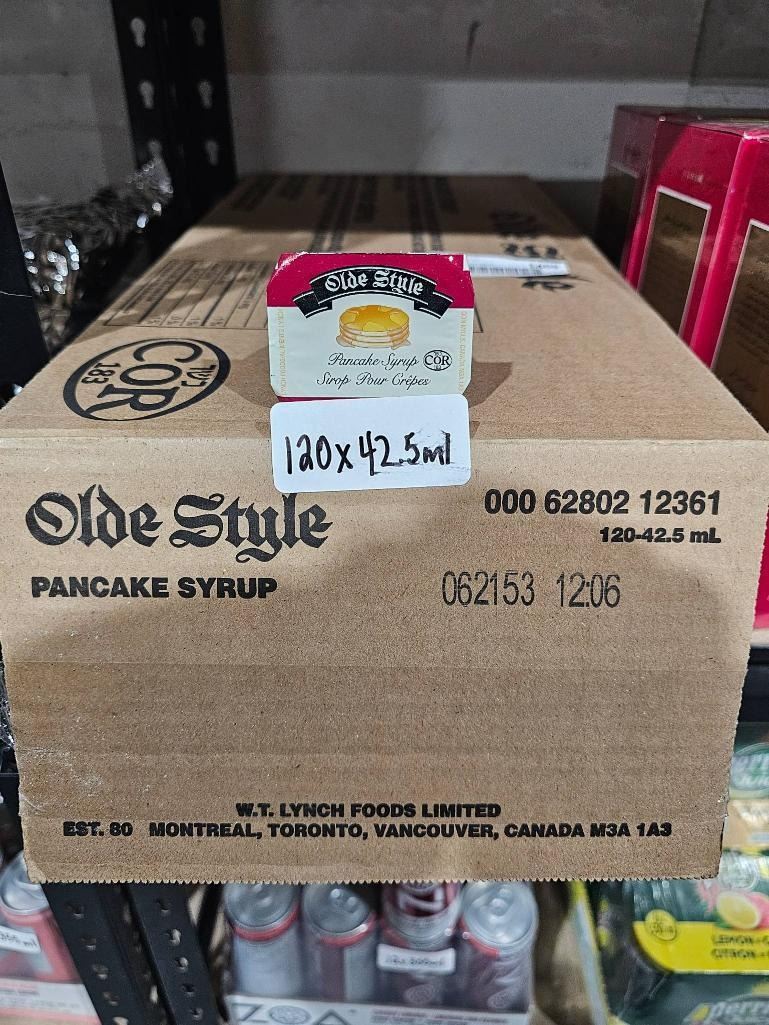 Olde Style
Pancake Syrup
COR
Sirop Pour Crêpes
120x42.5ml
COR
183
Olde Style
PANCAKE SYRUP
000 62802 12361
120-42.5 mL
062153 12:06
W.T. LYNCH FOODS LIMITED
EST. 80 MONTREAL, TORONTO, VANCOUVER, CANADA M3A 1A3
ZOA